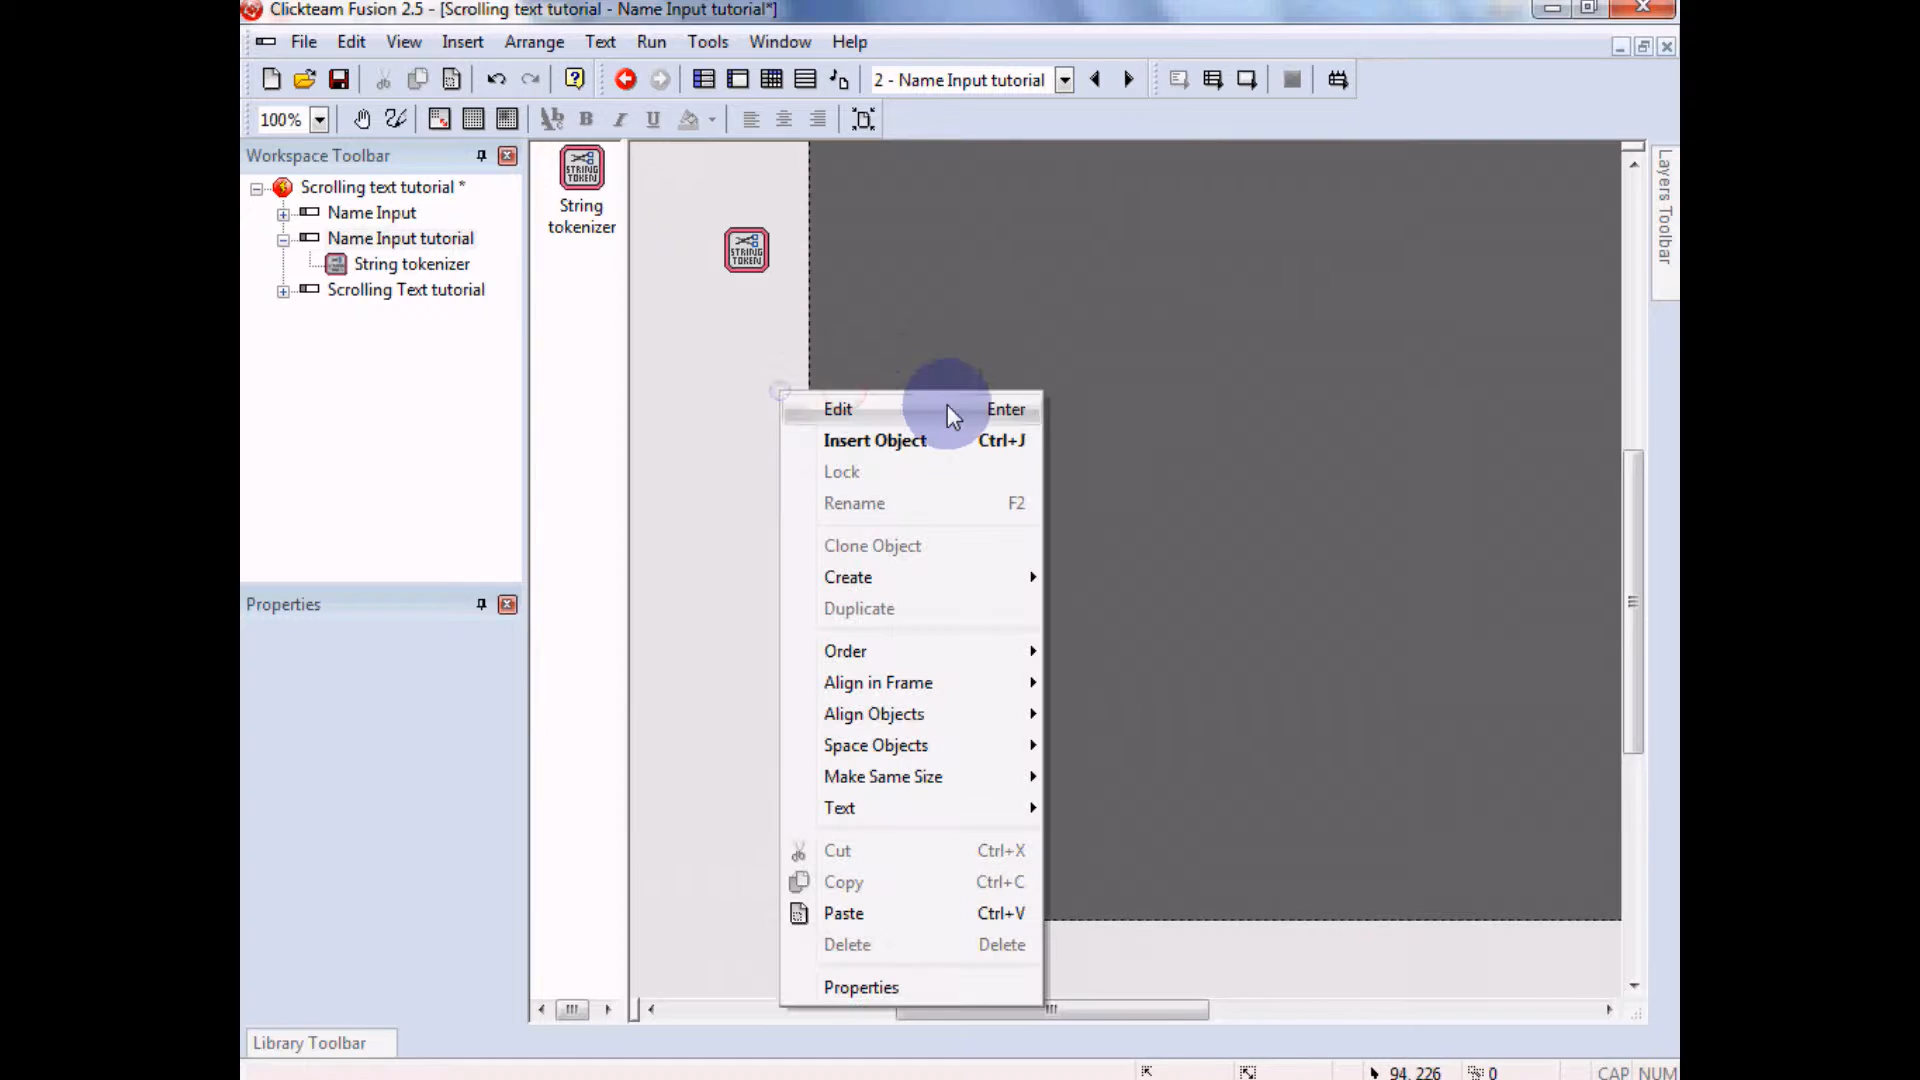 Clickteam Fusion 2.5 - [Scrolling text tutorial - Name Input tutorial*]
File Edit View Insert Arrange Text Run Tools Window Help
2 - Name Input tutorial
100%
Workspace Toolbar
Scrolling text tutorial *
Name Input
Name Input tutorial
String tokenizer
Scrolling Text tutorial
STRING
TOKEN
String
tokenizer
STRING
TOKEN
Layers Toolbar
Edit Enter
Insert Object Ctrl+J
Lock
Rename F2
Clone Object
Create
Duplicate
Order
Align in Frame
Align Objects
Space Objects
Make Same Size
Text
Cut Ctrl+X
Copy Ctrl+C
Paste Ctrl+V
Delete Delete
Properties
Properties
Library Toolbar
94, 226 0 CAP NUM